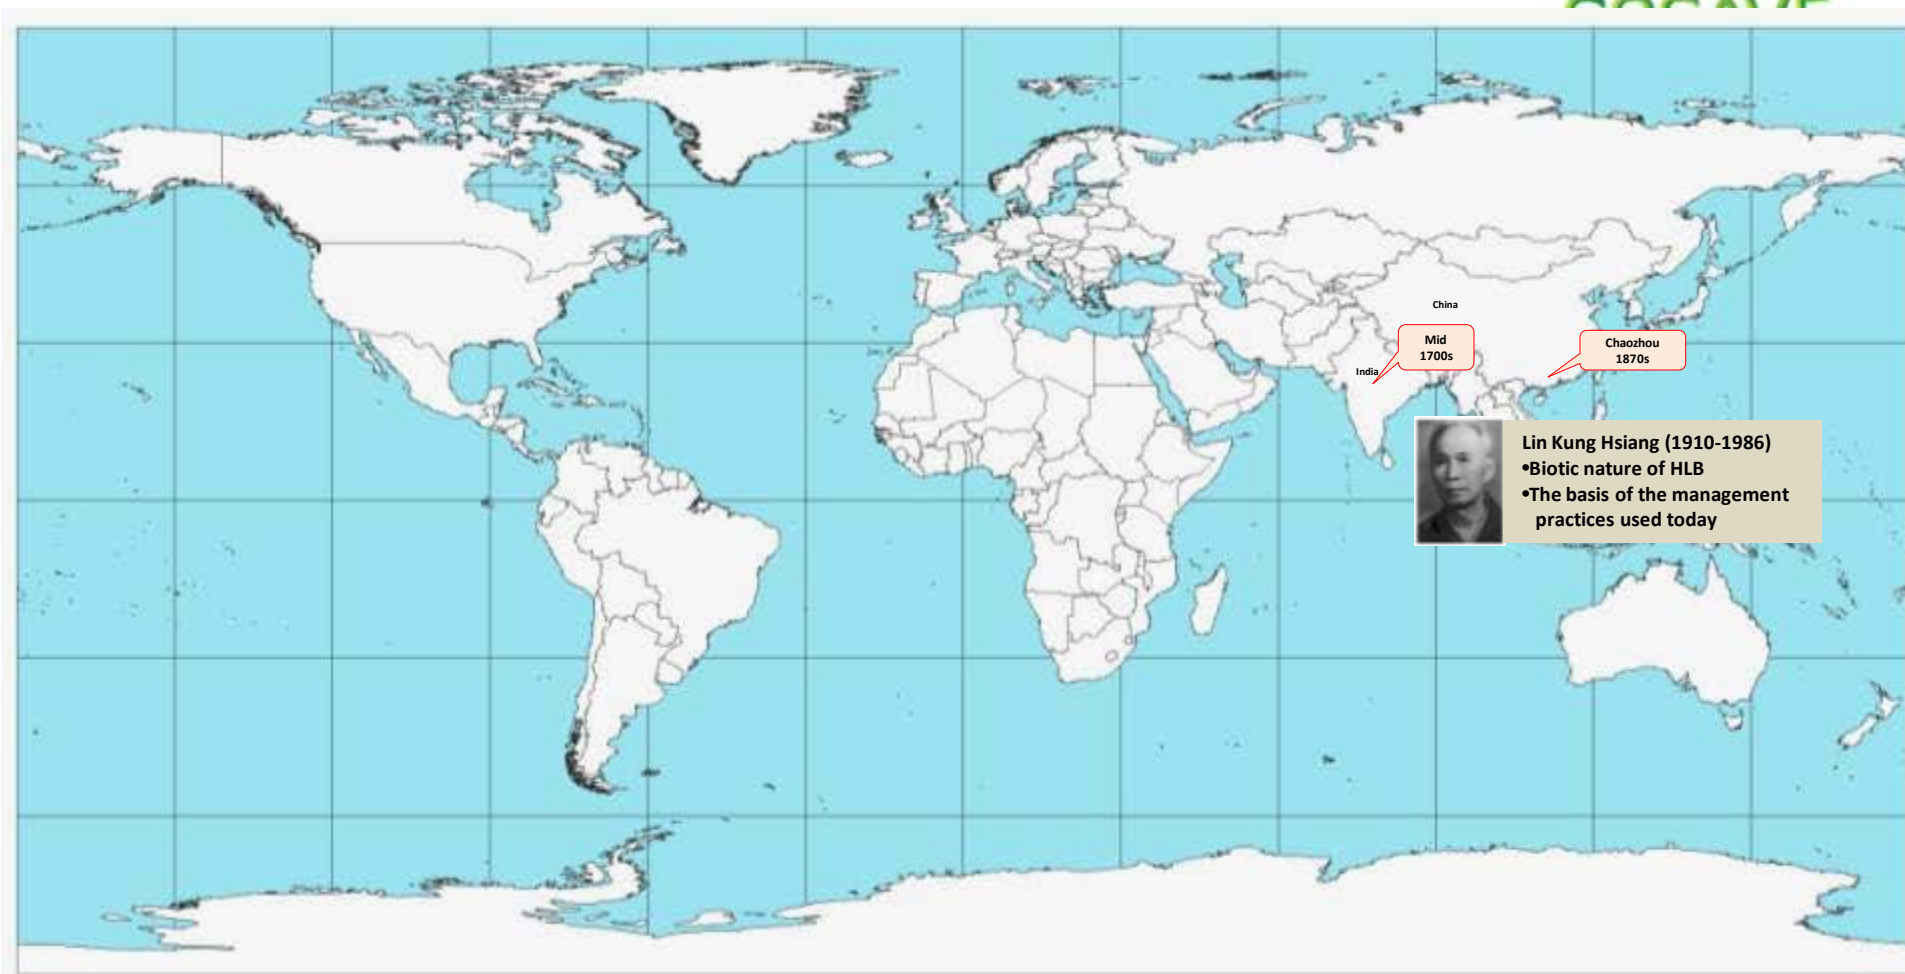 China
Mid
1700s
Chaozhou
1870s
India
Lin Kung Hsiang (1910-1986)
•Biotic nature of HLB
•The basis of the management
practices used today